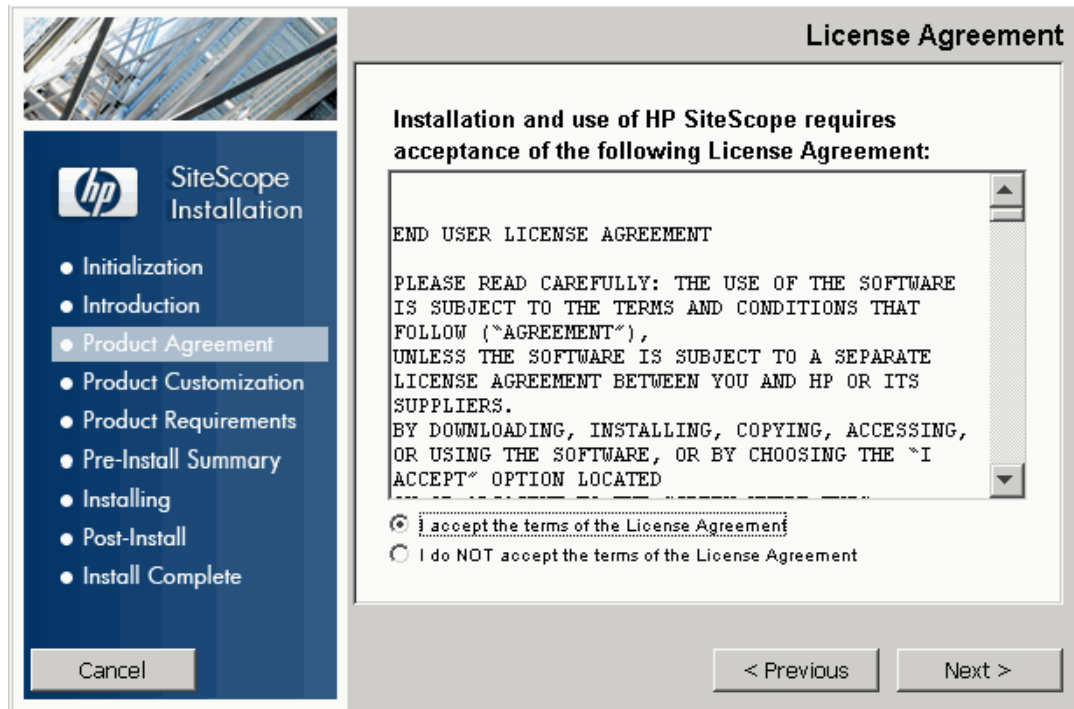 License Agreement
hp
SiteScope
Installation
Initialization
Introduction
Product Agreement
Product Customization
Product Requirements
Pre-Install Summary
Installing
Post-Install
Install Complete
Installation and use of HP SiteScope requires
acceptance of the following License Agreement:
END USER LICENSE AGREEMENT
PLEASE READ CAREFULLY: THE USE OF THE SOFTWARE
IS SUBJECT TO THE TERMS AND CONDITIONS THAT
FOLLOW (“AGREEMENT”),
UNLESS THE SOFTWARE IS SUBJECT TO A SEPARATE
LICENSE AGREEMENT BETWEEN YOU AND HP OR ITS
SUPPLIERS.
BY DOWNLOADING, INSTALLING, COPYING, ACCESSING,
OR USING THE SOFTWARE, OR BY CHOOSING THE “I
ACCEPT” OPTION LOCATED
I accept the terms of the License Agreement
I do NOT accept the terms of the License Agreement
Cancel
< Previous
Next >